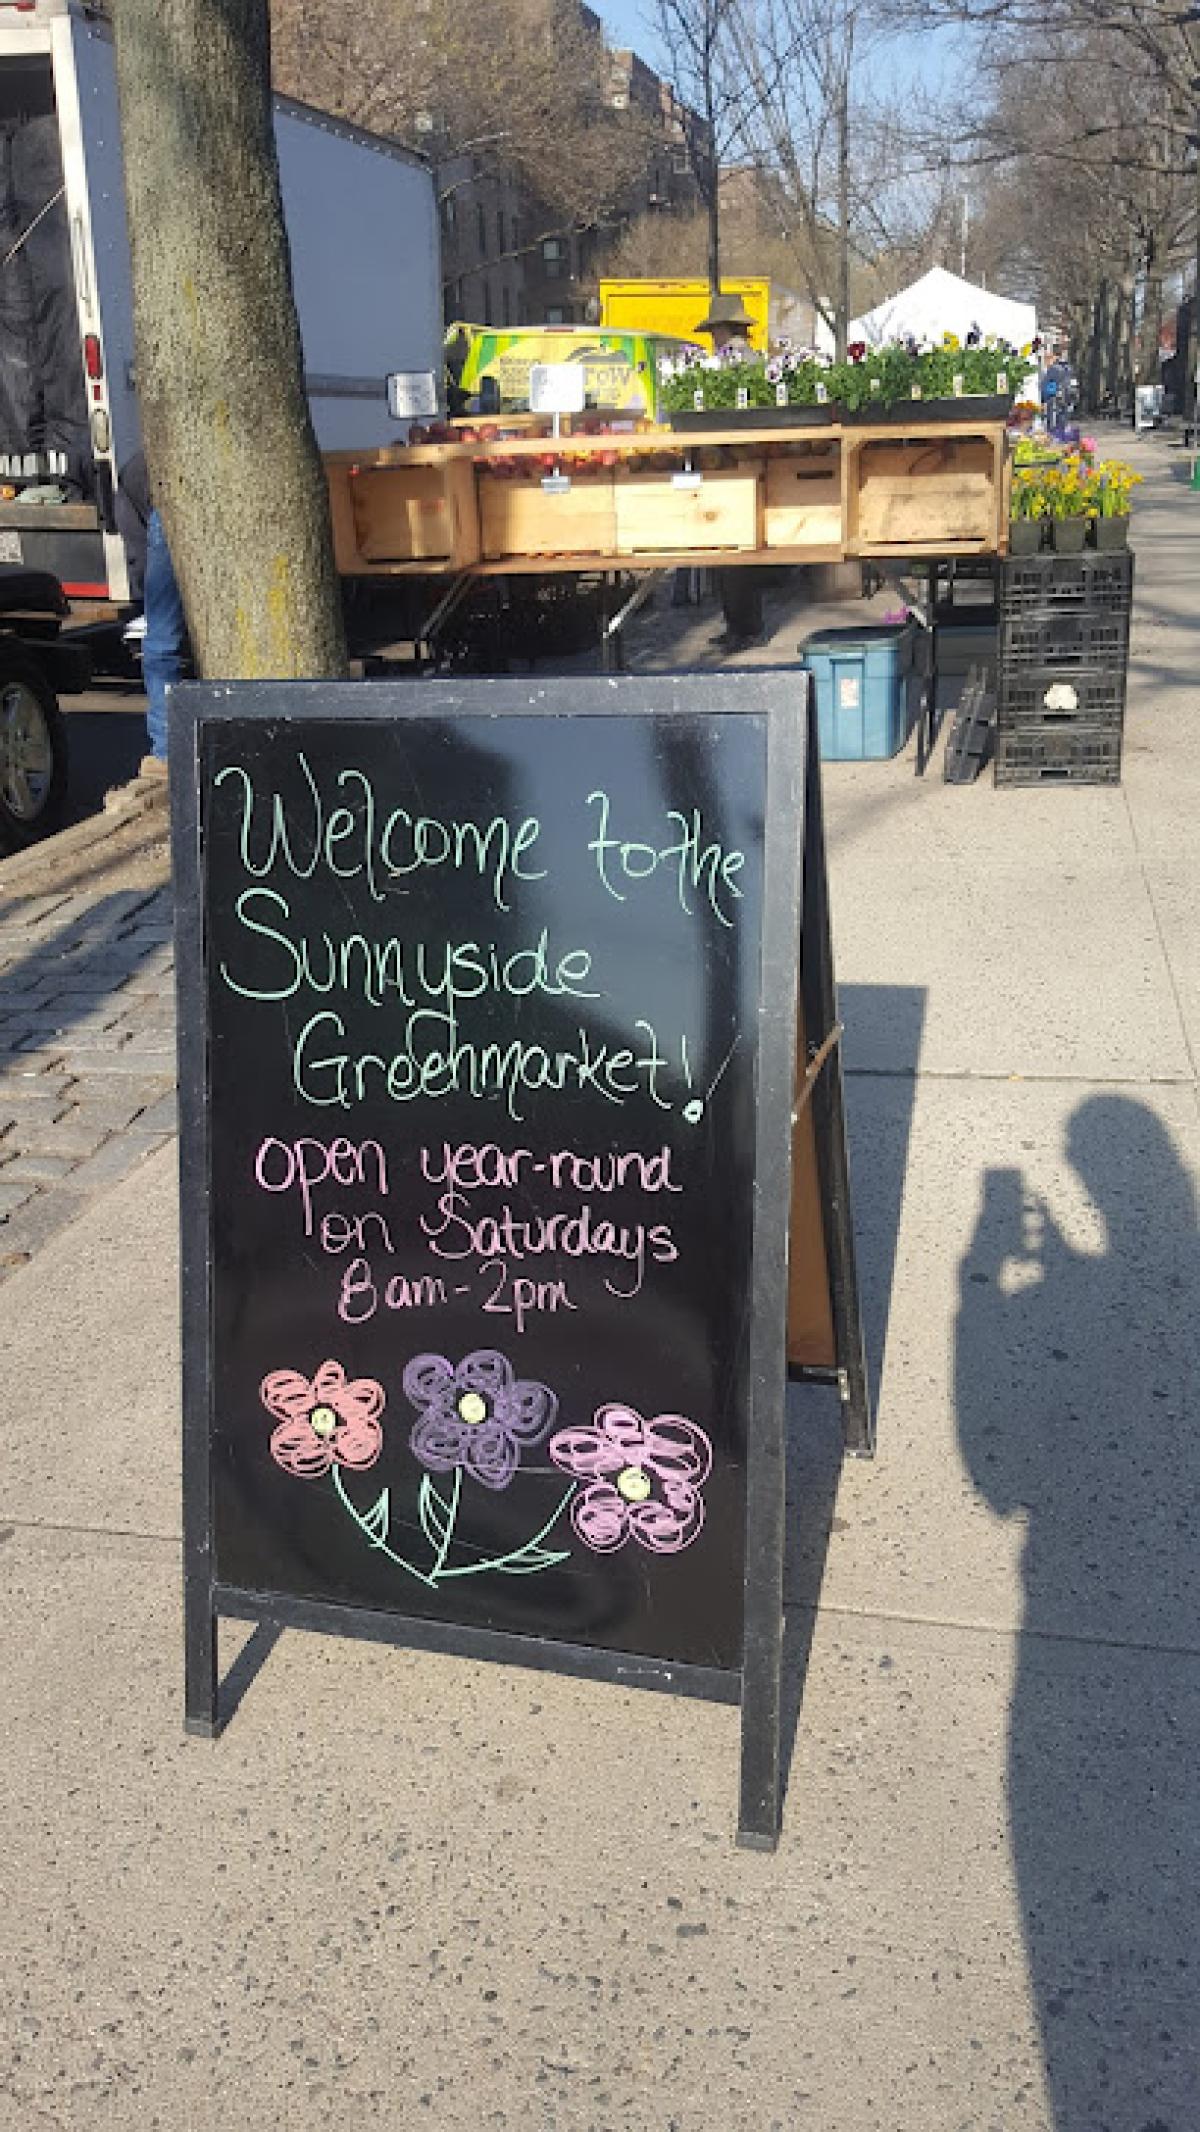 Welcome to the
Sunnyside
Greenmarket!
open year-round
on Saturdays
8am-2pm